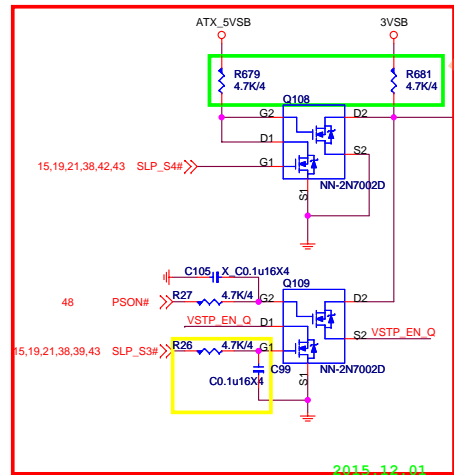 ATX_5VSB
3VSB
R679
4.7K/4
R681
4.7K/4
Q108
G2
D2
D1
S2
15,19,21,38,42,43 SLP_S4#
G1
S1
NN-2N7002D
C105
X_C0.1u16X4
Q109
48 PSON#
R27
4.7K/4
G2
D2
VSTP_EN_Q
D1
S2
VSTP_EN_Q
15,19,21,38,39,43 SLP_S3#
R26
4.7K/4
G1
C99
S1
NN-2N7002D
C0.1u16X4
2015.12.01